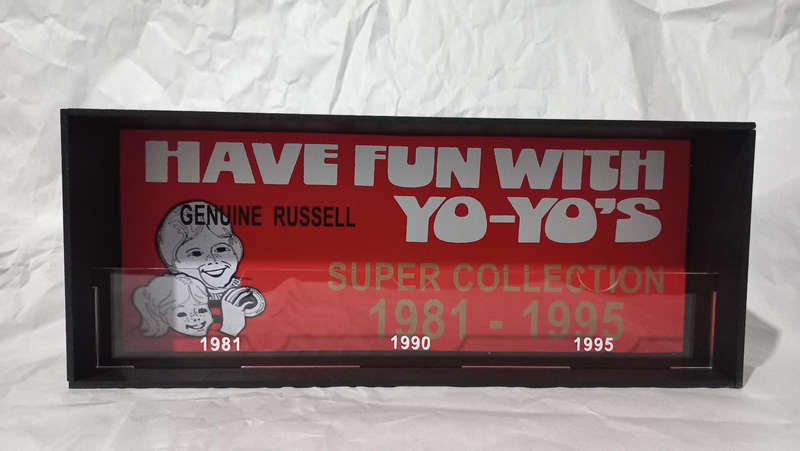 HAVE FUN WITH
YO-YO'S
GENUINE RUSSELL
SUPER COLLECTION
1981 - 1995
1981 1990 1995